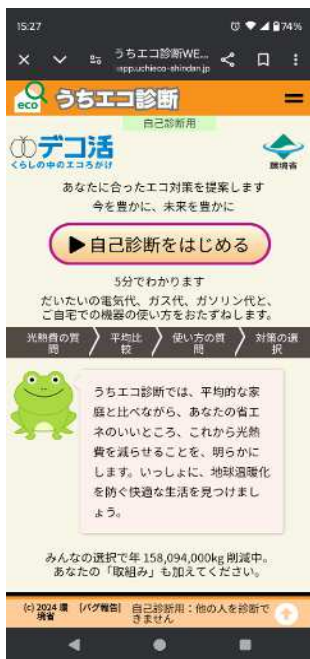 15:27
74%
うちエコ診断WE...
app.uchieco-shindan.jp
eco うちエコ診断
自己診断用
デコ活
くらしの中のエコろがけ
環境省
あなたに合ったエコ対策を提案します
今を豊かに、未来を豊かに
▶自己診断をはじめる
5分でわかります
だいたいの電気代、ガス代、ガソリン代と、
ご自宅での機器の使い方をおたずねします。
光熱費の質問
平均比較
使い方の質問
対策の選択
うちエコ診断では、平均的な家
庭と比べながら、あなたの省エ
ネのいいところ、これから光熱
費を減らせることを、明らかに
します。いっしょに、地球温暖化
を防ぐ快適な生活を見つけまし
ょう。
みんなの選択で年 158,094,000kg 削減中。
あなたの「取組み」も加えてください。
(c) 2024 環境省
[バグ報告]
自己診断用：他の人を診断で
きません